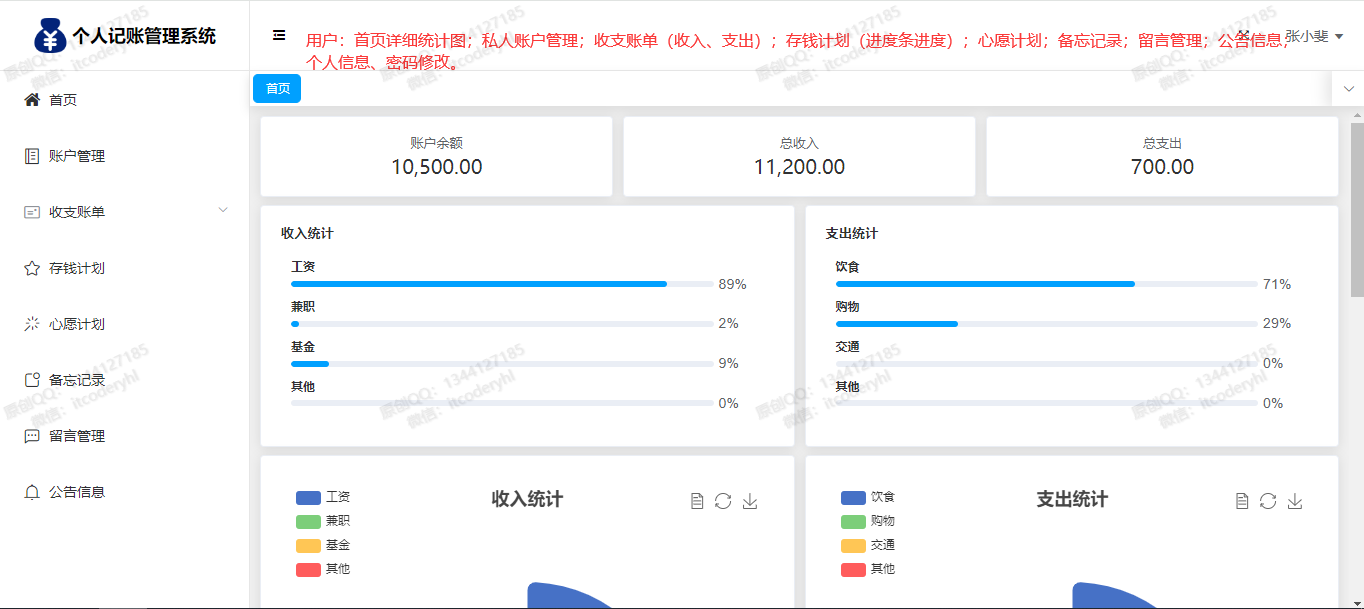 个人记账管理系统
用户：首页详细统计图；私人账户管理；收支账单（收入、支出）；存钱计划（进度条进度）；心愿计划；备忘记录；留言管理；公告信息；
个人信息、密码修改。
张小斐
首页
首页
账户管理
收支账单
存钱计划
心愿计划
备忘记录
留言管理
公告信息
账户余额
10,500.00
总收入
11,200.00
总支出
700.00
收入统计
工资
89%
兼职
2%
基金
9%
其他
0%
支出统计
饮食
71%
购物
29%
交通
0%
其他
0%
收入统计
工资
兼职
基金
其他
支出统计
饮食
购物
交通
其他
原创QQ：1344127185
微信：itcoderyhl